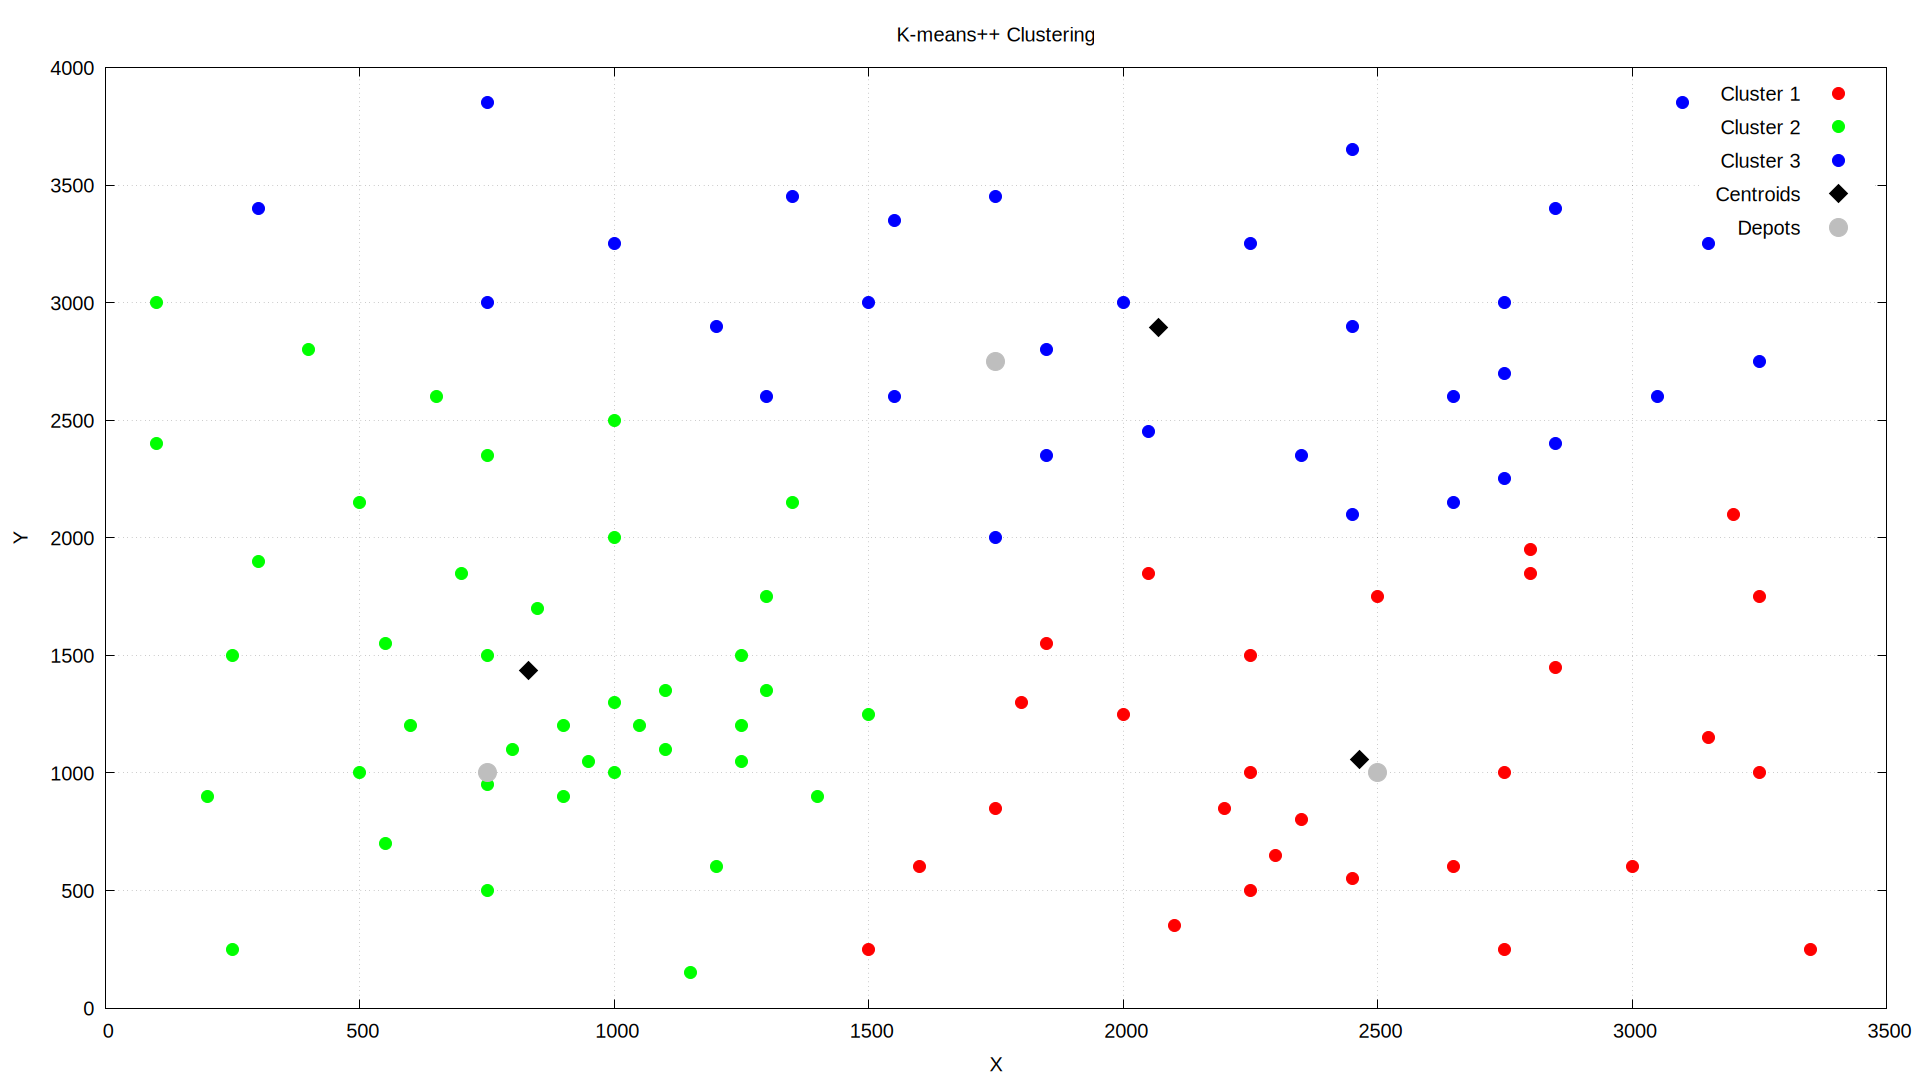 K-means++ Clustering
4000
3500
3000
2500
2000
1500
1000
500
0
Y
Cluster 1
Cluster 2
Cluster 3
Centroids
Depots
0 500 1000 1500 2000 2500 3000 3500
X